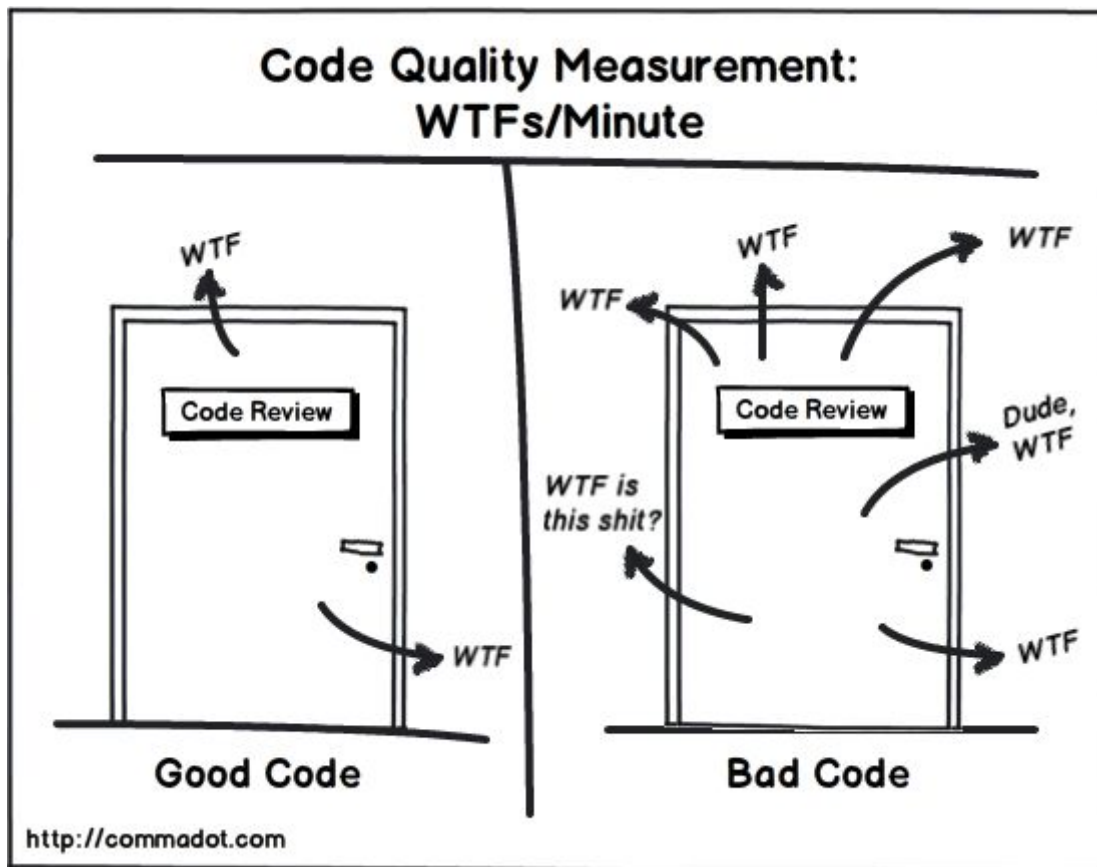 Code Quality Measurement:
WTFs/Minute
WTF
Code Review
WTF
Good Code
WTF
WTF
WTF
Code Review
Dude,
WTF
WTF is
this shit?
WTF
Bad Code
http://commadot.com